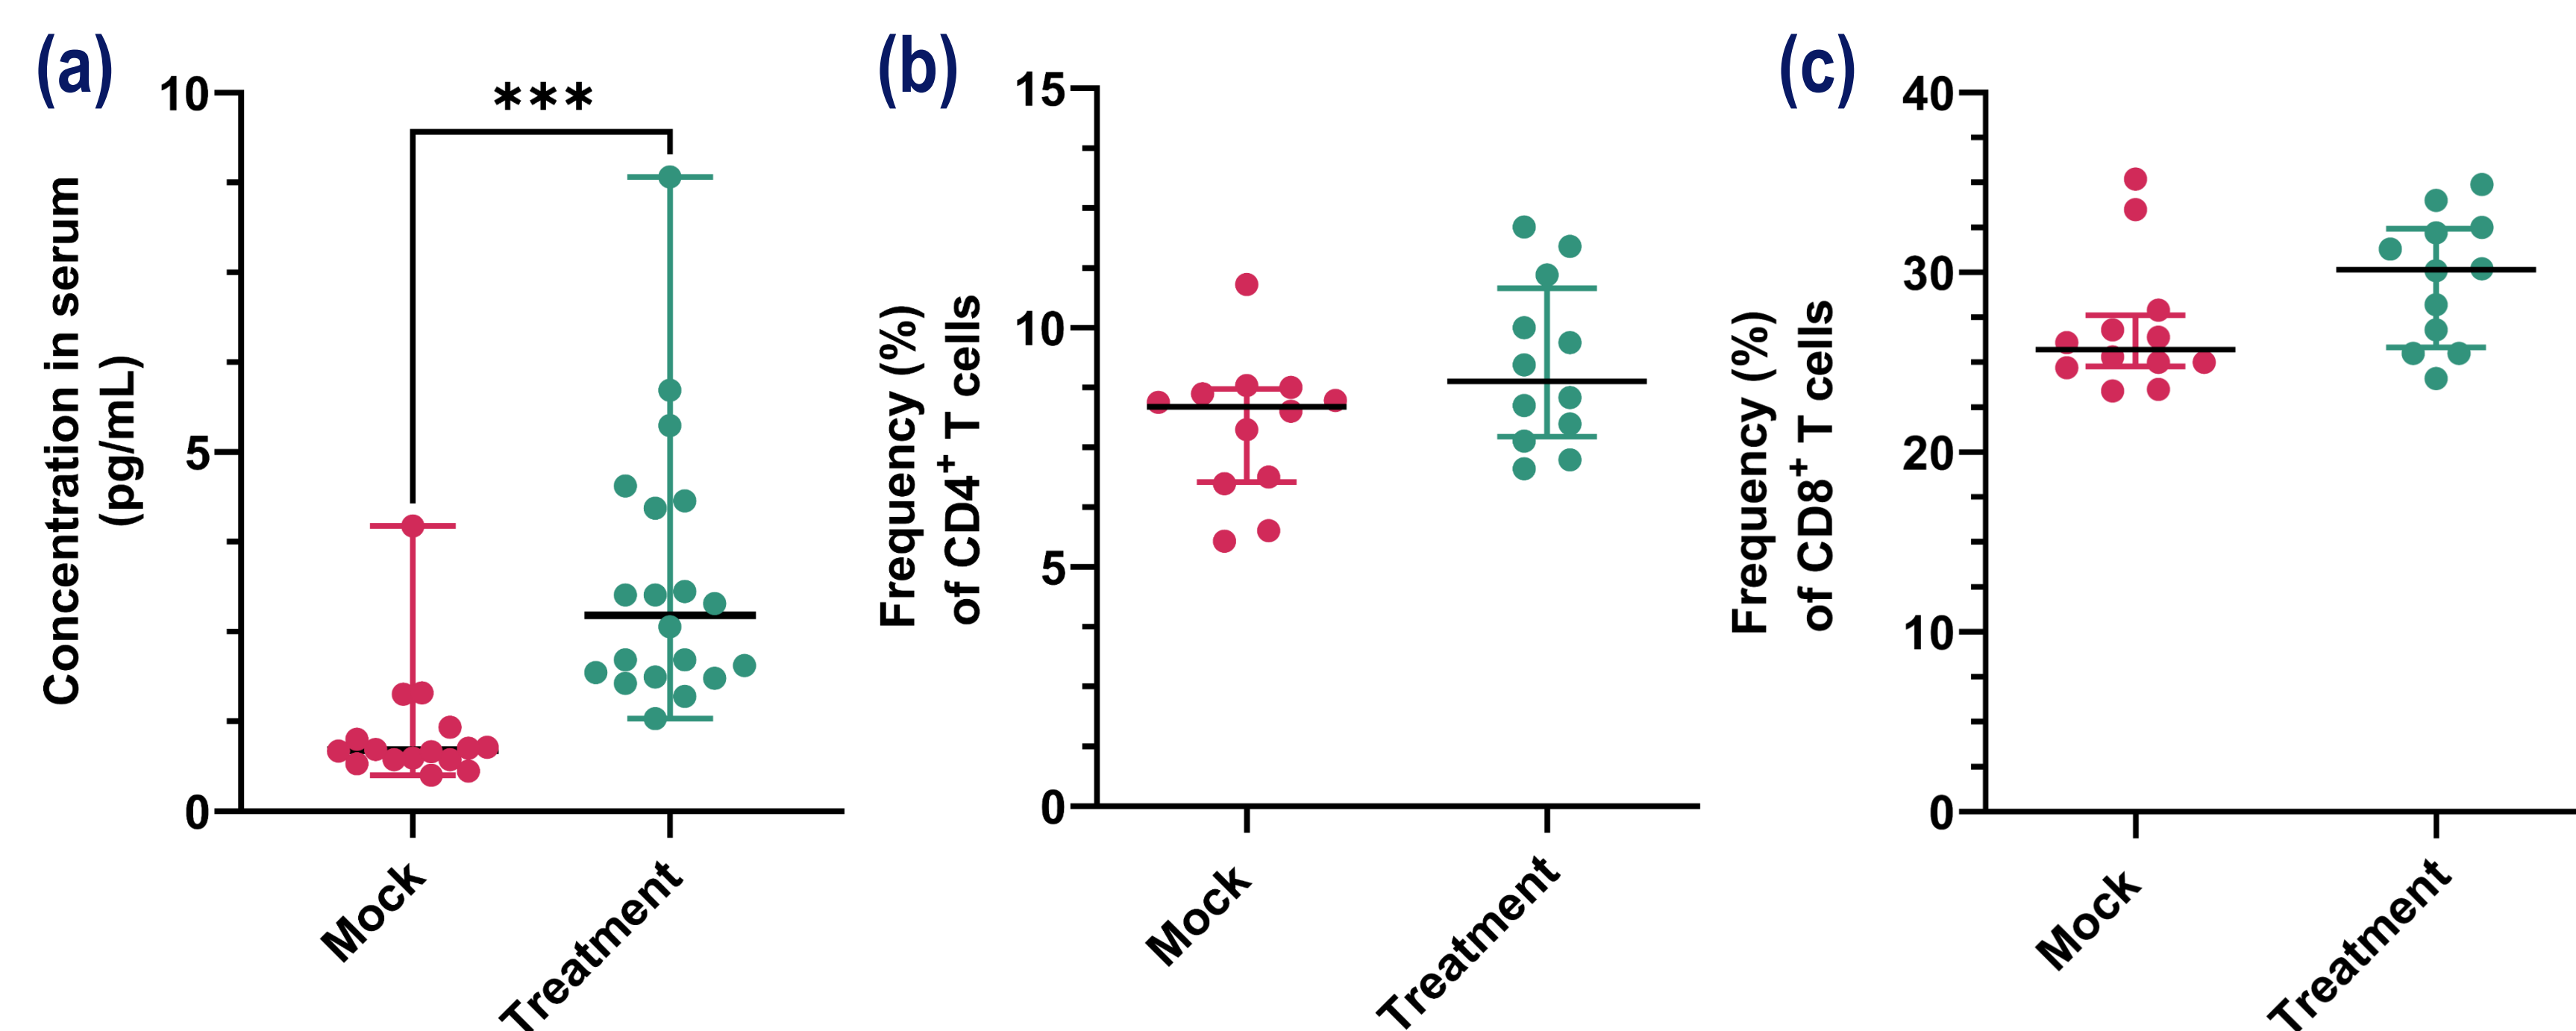 (a)
10
5
0
Concentration in serum
(pg/mL)
***
Mock
Treatment
(b)
15
10
5
0
Frequency (%)
of CD4⁺ T cells
Mock
Treatment
(c)
40
30
20
10
0
Frequency (%)
of CD8⁺ T cells
Mock
Treatment